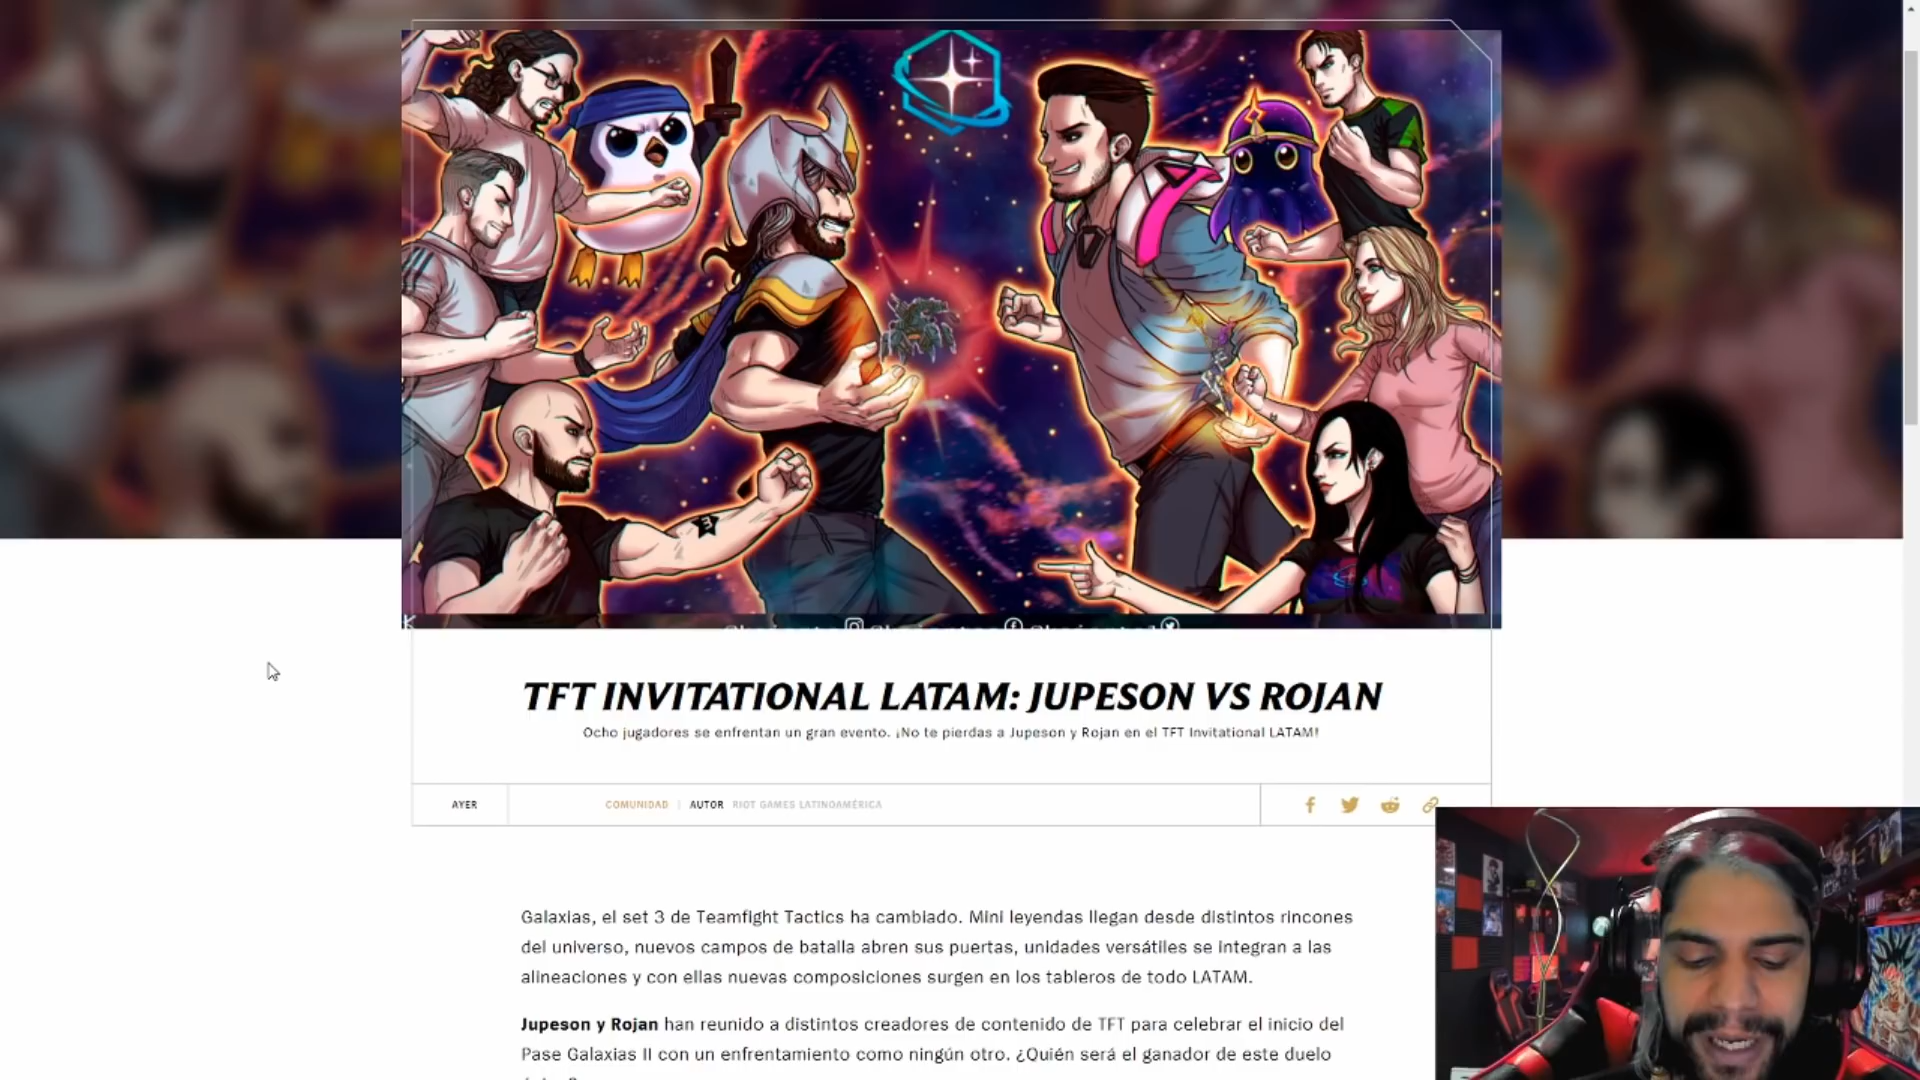 TFT INVITATIONAL LATAM: JUPESON VS ROJAN
Ocho jugadores se enfrentan un gran evento. ¡No te pierdas a Jupeson y Rojan en el TFT Invitational LATAM!
AYER
COMUNIDAD | AUTOR RIOT GAMES LATINOAMÉRICA
Galaxias, el set 3 de Teamfight Tactics ha cambiado. Mini leyendas llegan desde distintos rincones
del universo, nuevos campos de batalla abren sus puertas, unidades versátiles se integran a las
alineaciones y con ellas nuevas composiciones surgen en los tableros de todo LATAM.
Jupeson y Rojan han reunido a distintos creadores de contenido de TFT para celebrar el inicio del
Pase Galaxias II con un enfrentamiento como ningún otro. ¿Quién será el ganador de este duelo